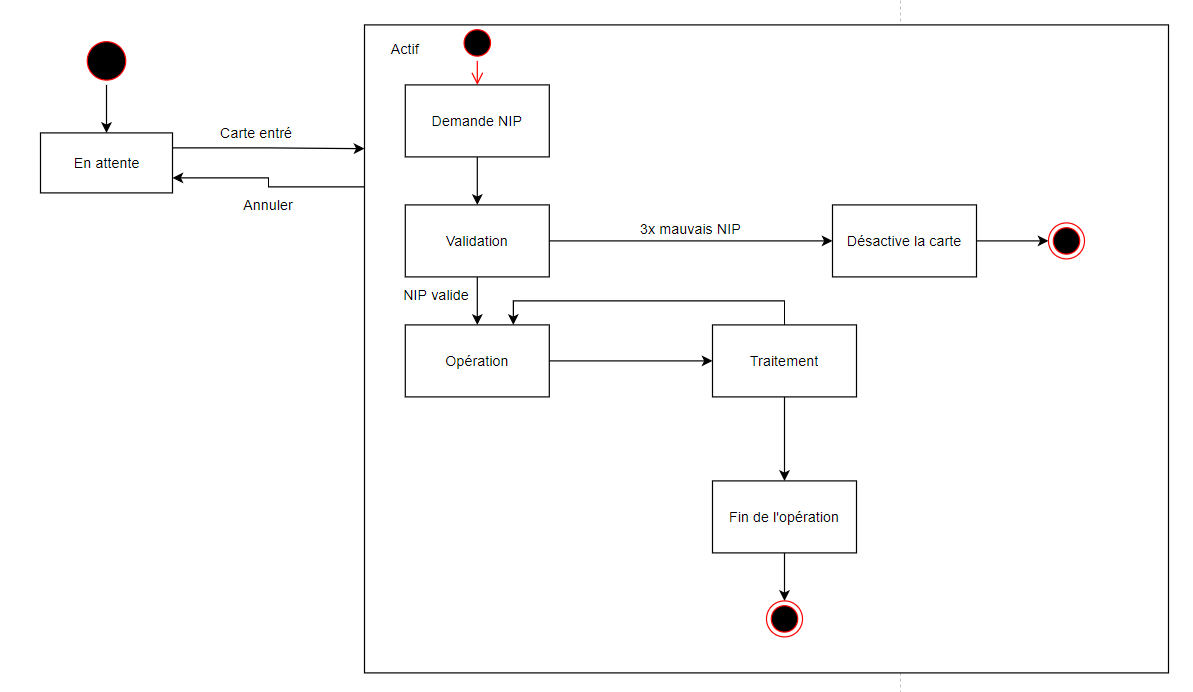 Actif
Demande NIP
Carte entré
En attente
Annuler
3x mauvais NIP
Validation
Désactive la carte
NIP valide
Opération
Traitement
Fin de l'opération